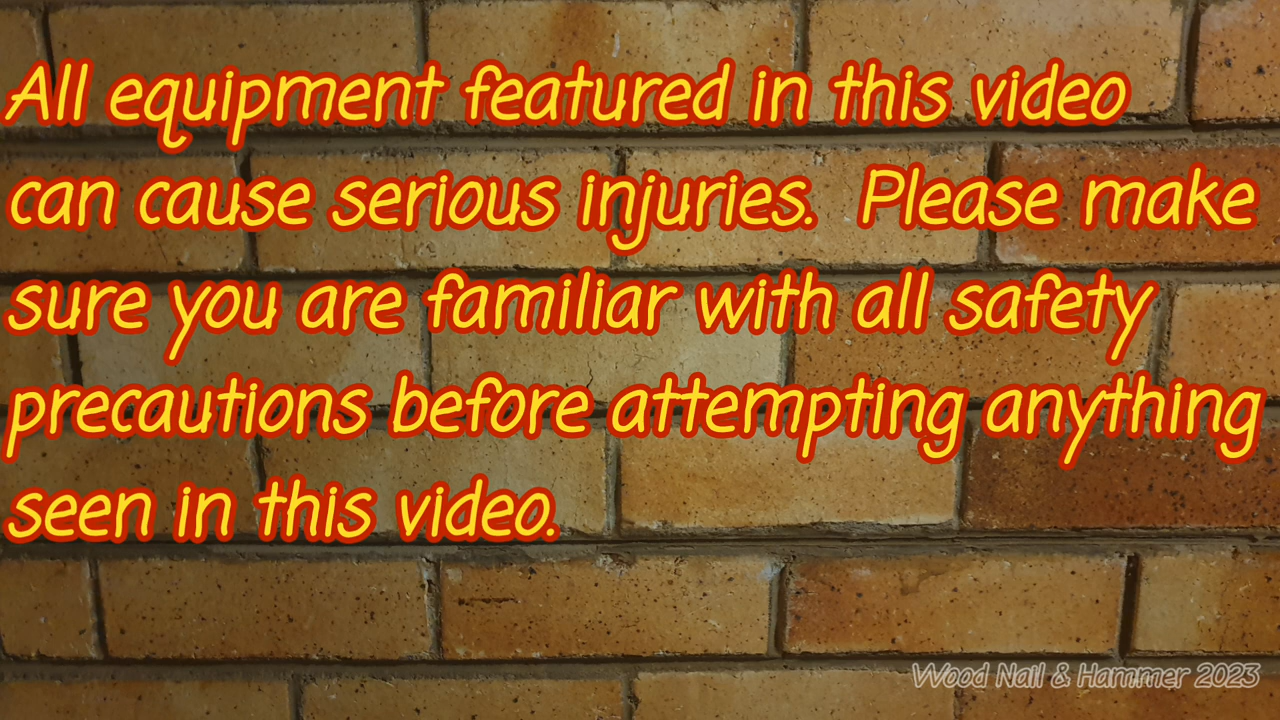 All equipment featured in this video
can cause serious injuries. Please make
sure you are familiar with all safety
precautions before attempting anything
seen in this video.
Wood Nail & Hammer 2023